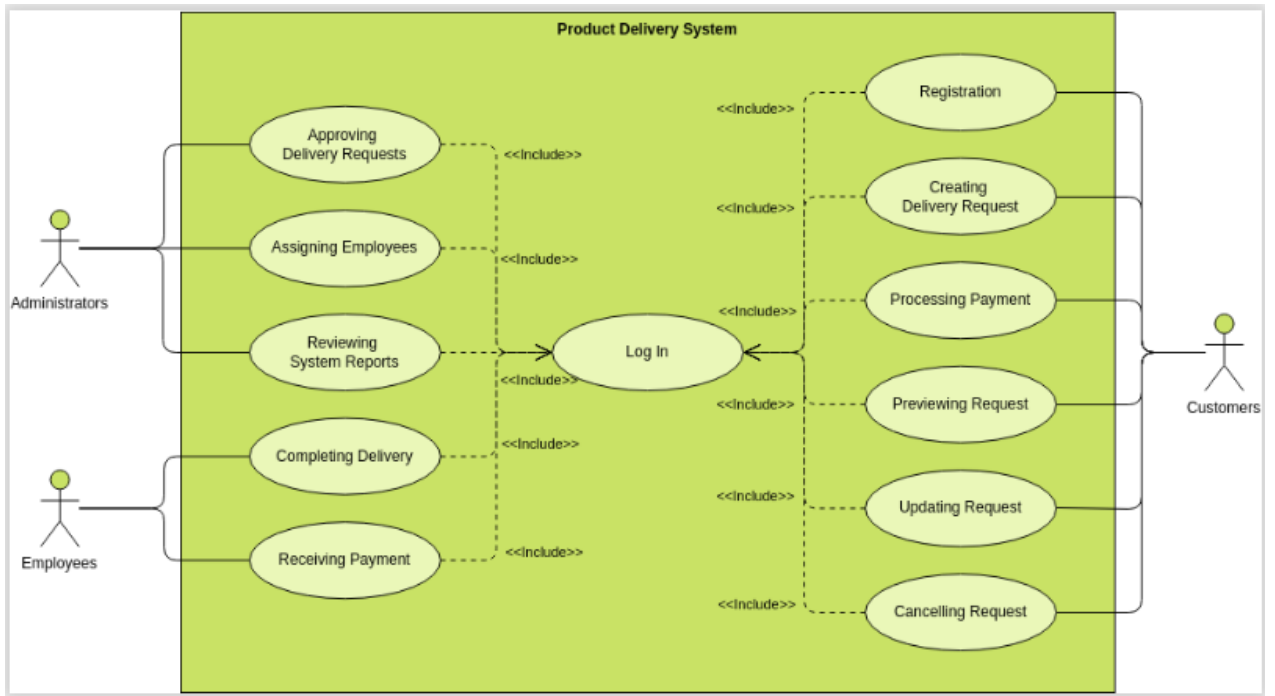 Product Delivery System
Registration
<<Include>>
Approving
Delivery Requests
<<Include>>
Creating
Delivery Request
<<Include>>
Assigning Employees
<<Include>>
Administrators
Processing Payment
<<Include>>
Reviewing
System Reports
Log In
<<Include>>
Previewing Request
<<Include>>
Customers
Completing Delivery
<<Include>>
Updating Request
<<Include>>
Employees
Receiving Payment
<<Include>>
Cancelling Request
<<Include>>